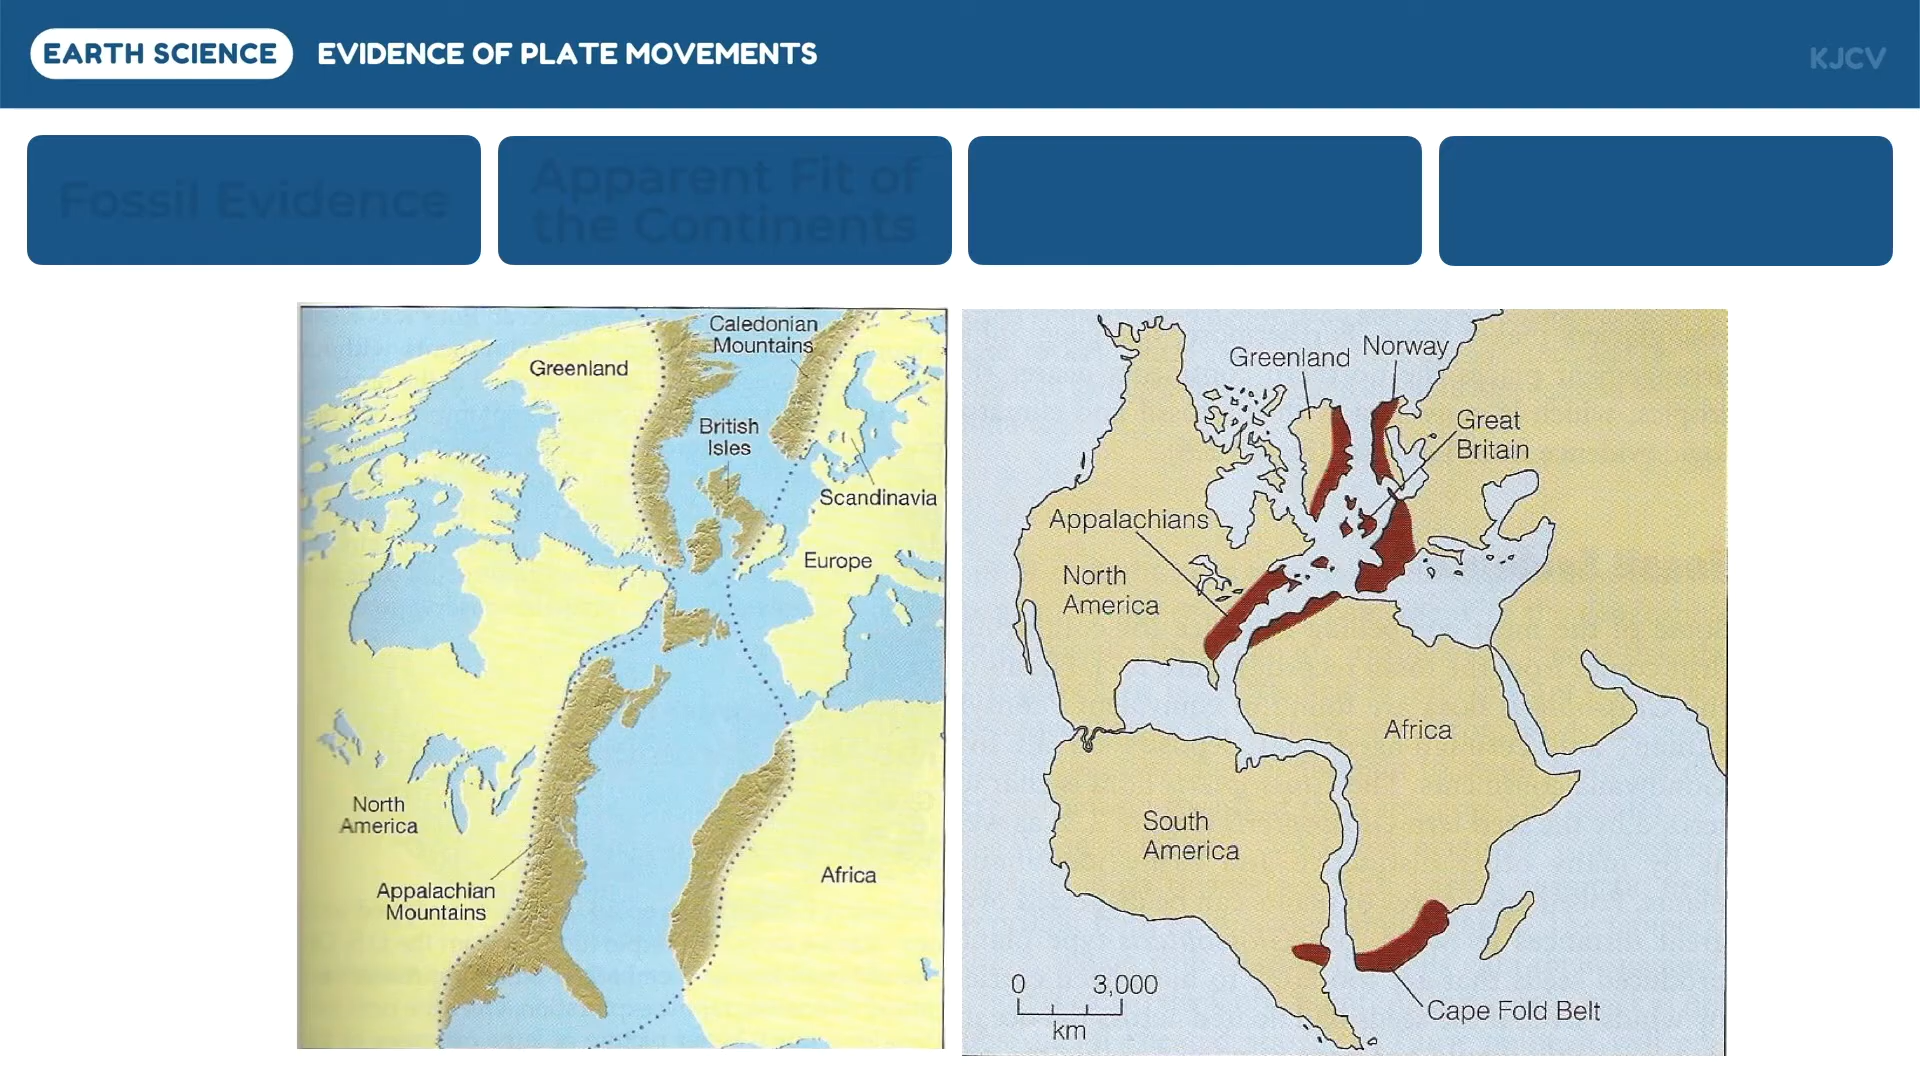 EARTH SCIENCE
EVIDENCE OF PLATE MOVEMENTS
KJCV
Fossil Evidence
Apparent Fit of
the Continents
Caledonian
Mountains
Greenland
British
Isles
Scandinavia
Europe
North
America
Appalachian
Mountains
Africa
Greenland
Norway
Great
Britain
Appalachians
North
America
Africa
South
America
0
3,000
km
Cape Fold Belt